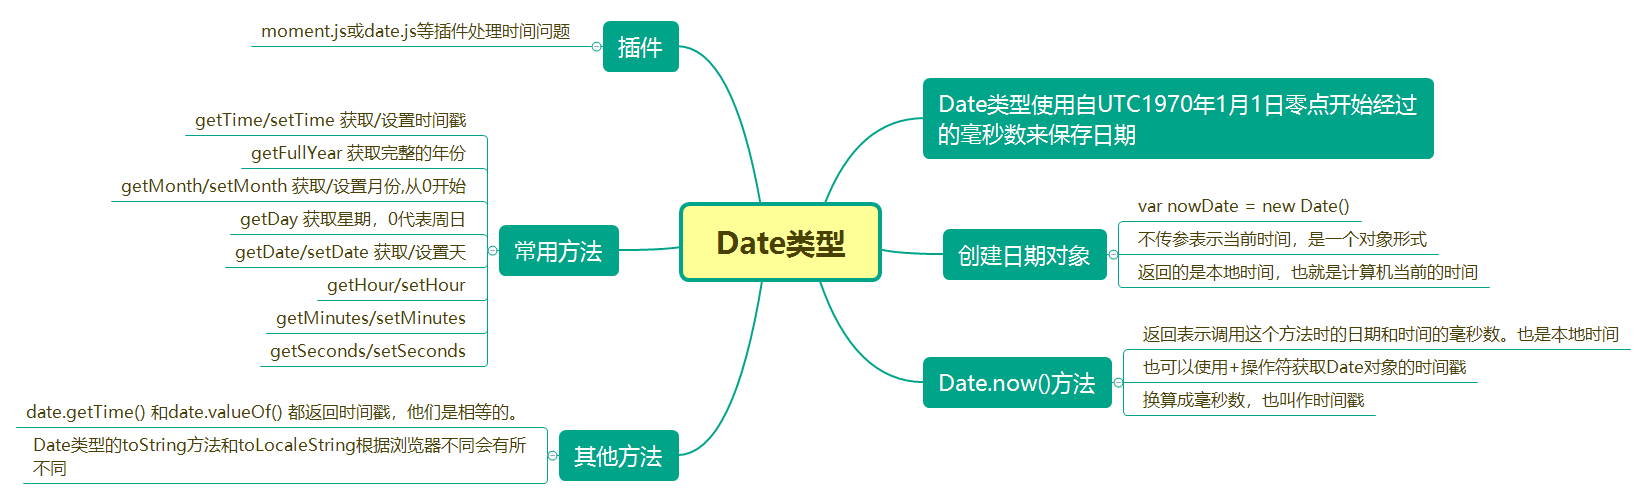 Date类型
Date类型使用自UTC1970年1月1日零点开始经过
的毫秒数来保存日期
创建日期对象
var nowDate = new Date()
不传参表示当前时间，是一个对象形式
返回的是本地时间，也就是计算机当前的时间
Date.now()方法
返回表示调用这个方法时的日期和时间的毫秒数。也是本地时间
也可以使用+操作符获取Date对象的时间戳
换算成毫秒数，也叫作时间戳
插件
moment.js或date.js等插件处理时间问题
常用方法
getTime/setTime 获取/设置时间戳
getFullYear 获取完整的年份
getMonth/setMonth 获取/设置月份,从0开始
getDay 获取星期，0代表周日
getDate/setDate 获取/设置天
getHour/setHour
getMinutes/setMinutes
getSeconds/setSeconds
其他方法
date.getTime() 和date.valueOf() 都返回时间戳，他们是相等的。
Date类型的toString方法和toLocaleString根据浏览器不同会有所
不同